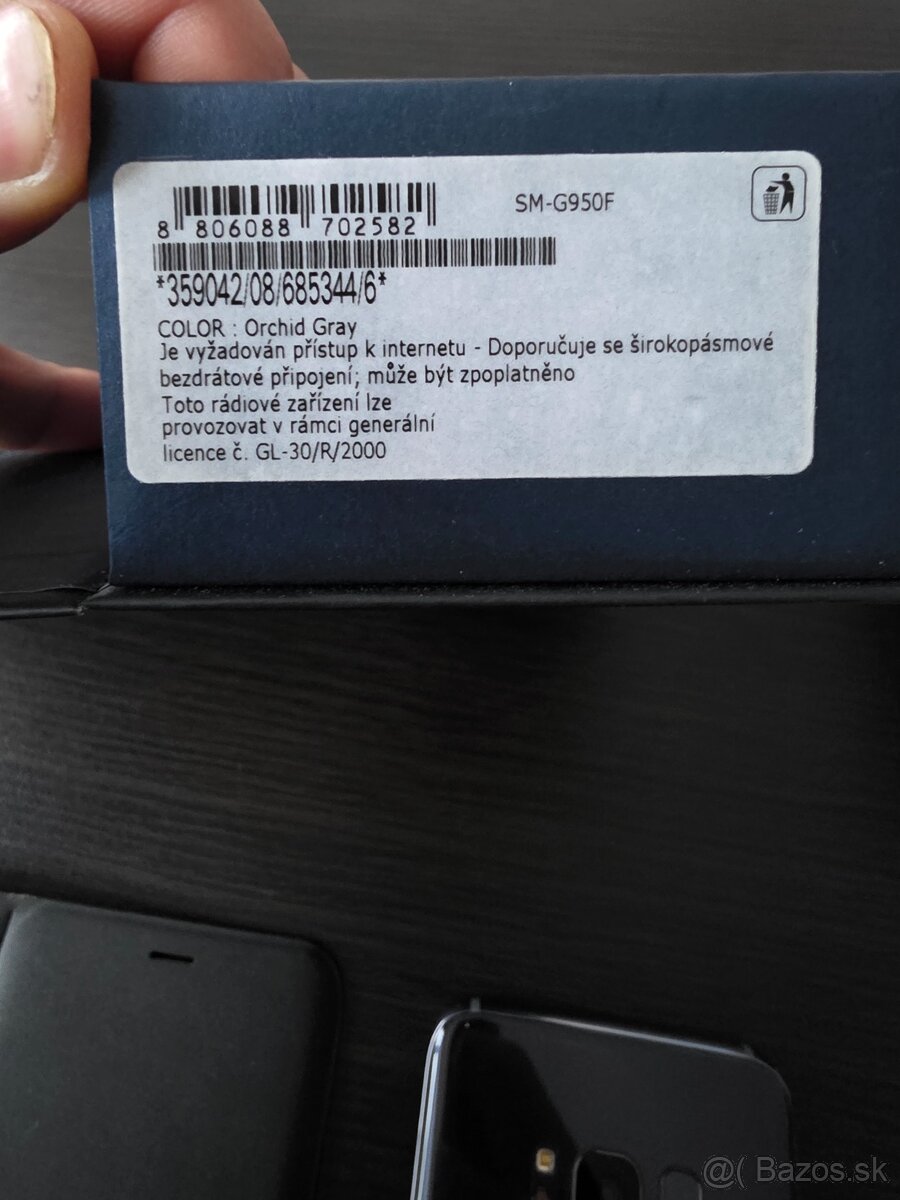 SM-G950F
8 806088 702582
*359042/08/685344/6*
COLOR : Orchid Gray
Je vyžadován přístup k internetu - Doporučuje se širokopásmové
bezdrátové připojení; může být zpoplatněno
Toto rádiové zařízení lze
provozovat v rámci generální
licence č. GL-30/R/2000
@( Bazos.sk